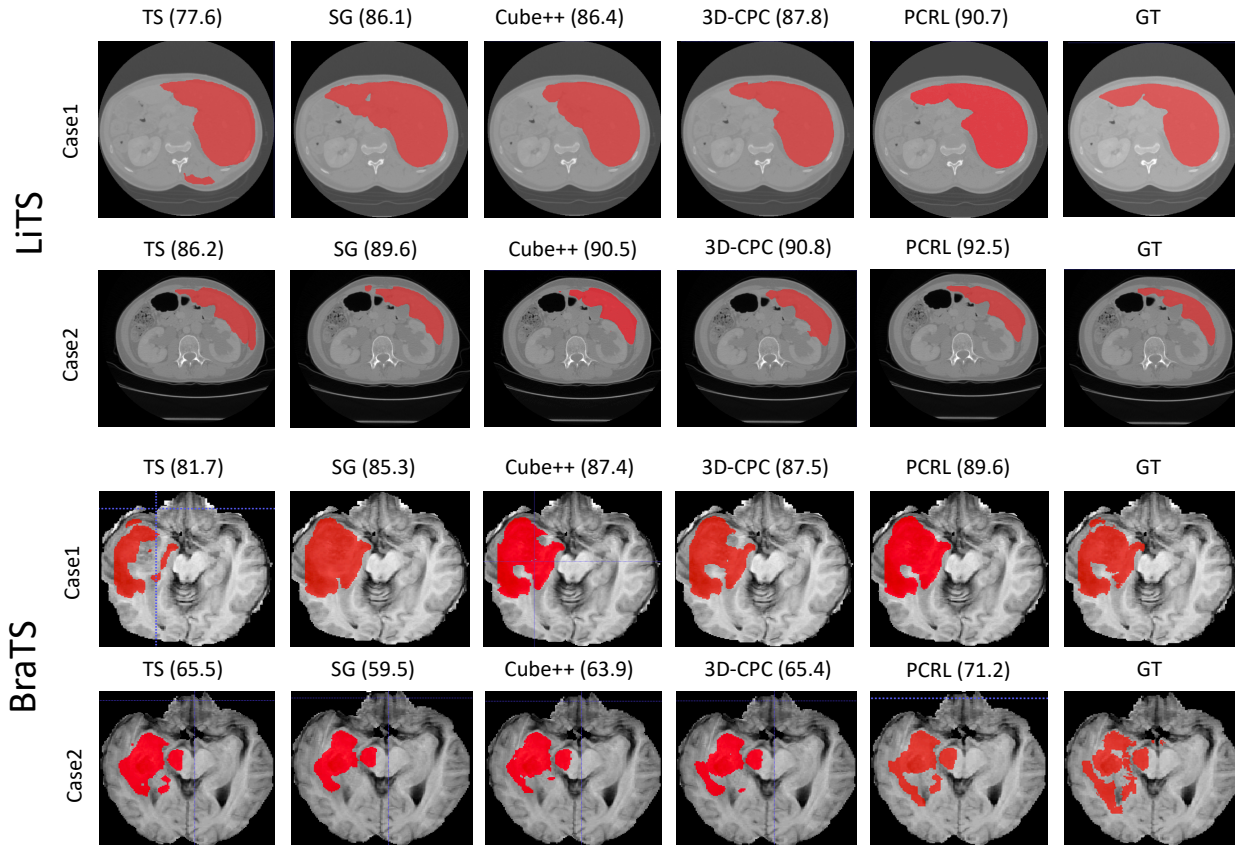 TS (77.6) SG (86.1) Cube++ (86.4) 3D-CPC (87.8) PCRL (90.7) GT
Case1
LiTS
TS (86.2) SG (89.6) Cube++ (90.5) 3D-CPC (90.8) PCRL (92.5) GT
Case2
TS (81.7) SG (85.3) Cube++ (87.4) 3D-CPC (87.5) PCRL (89.6) GT
Case1
BraTS
TS (65.5) SG (59.5) Cube++ (63.9) 3D-CPC (65.4) PCRL (71.2) GT
Case2